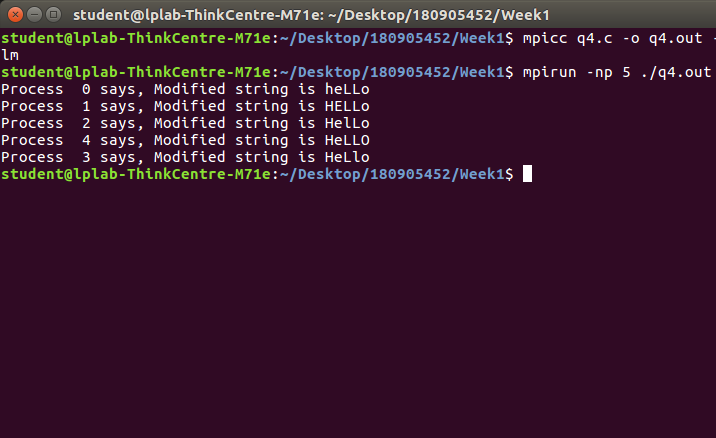 student@lplab-ThinkCentre-M71e: ~/Desktop/180905452/Week1
student@lplab-ThinkCentre-M71e:~/Desktop/180905452/Week1$ mpicc q4.c -o q4.out -
lm
student@lplab-ThinkCentre-M71e:~/Desktop/180905452/Week1$ mpirun -np 5 ./q4.out
Process  0 says, Modified string is heLLo
Process  1 says, Modified string is HELLo
Process  2 says, Modified string is HelLo
Process  4 says, Modified string is HeLLO
Process  3 says, Modified string is HeLlo
student@lplab-ThinkCentre-M71e:~/Desktop/180905452/Week1$